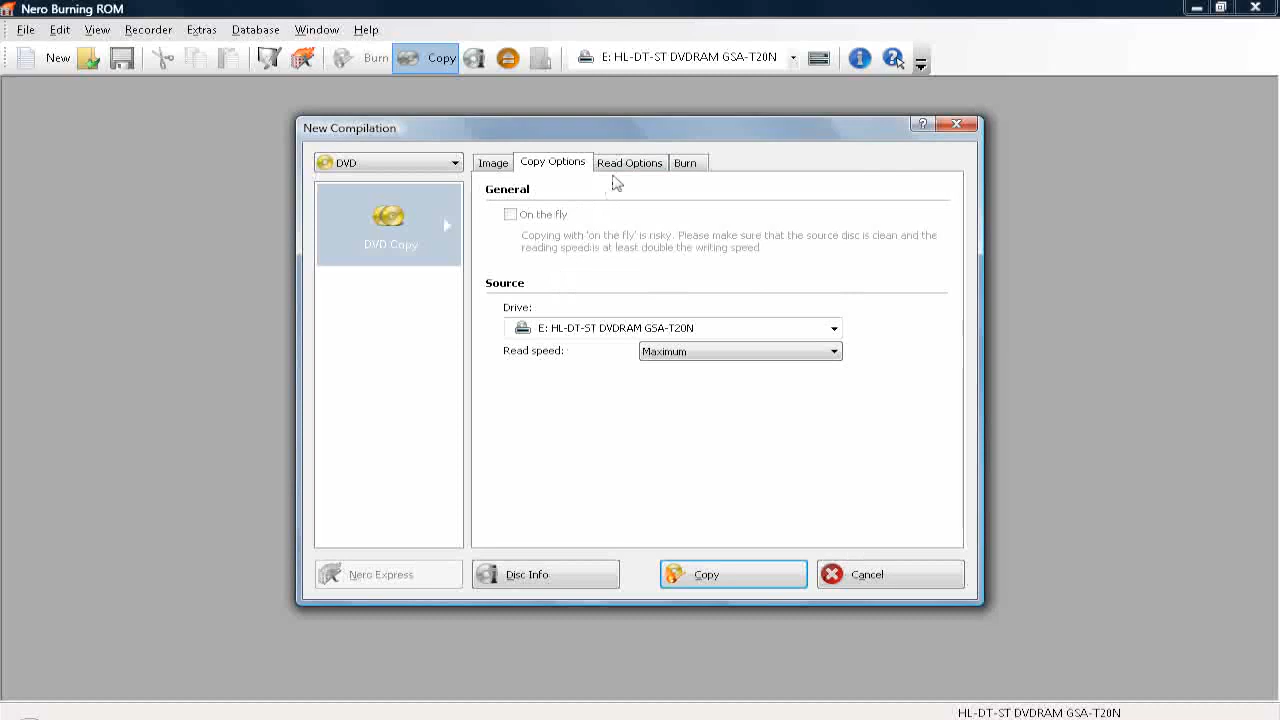 Nero Burning ROM
File Edit View Recorder Extras Database Window Help
New Burn Copy E: HL-DT-ST DVDRAM GSA-T20N
New Compilation
DVD
Image Copy Options Read Options Burn
DVD Copy
General
On the fly
Copying with 'on the fly' is risky. Please make sure that the source disc is clean and the
reading speed is at least double the writing speed
Source
Drive:
E: HL-DT-ST DVDRAM GSA-T20N
Read speed: Maximum
Nero Express Disc Info Copy Cancel
HL-DT-ST DVDRAM GSA-T20N